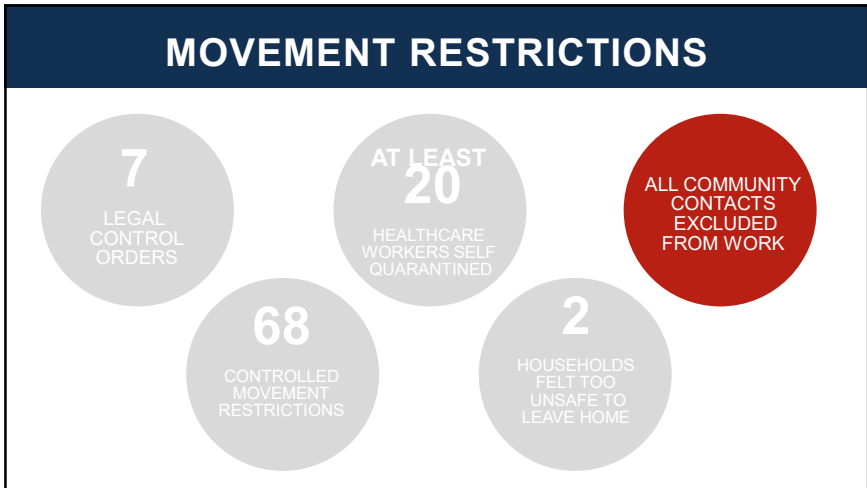 MOVEMENT RESTRICTIONS
7
LEGAL
CONTROL
ORDERS
AT LEAST
20
HEALTHCARE
WORKERS SELF
QUARANTINED
ALL COMMUNITY
CONTACTS
EXCLUDED
FROM WORK
68
CONTROLLED
MOVEMENT
RESTRICTIONS
2
HOUSEHOLDS
FELT TOO
UNSAFE TO
LEAVE HOME